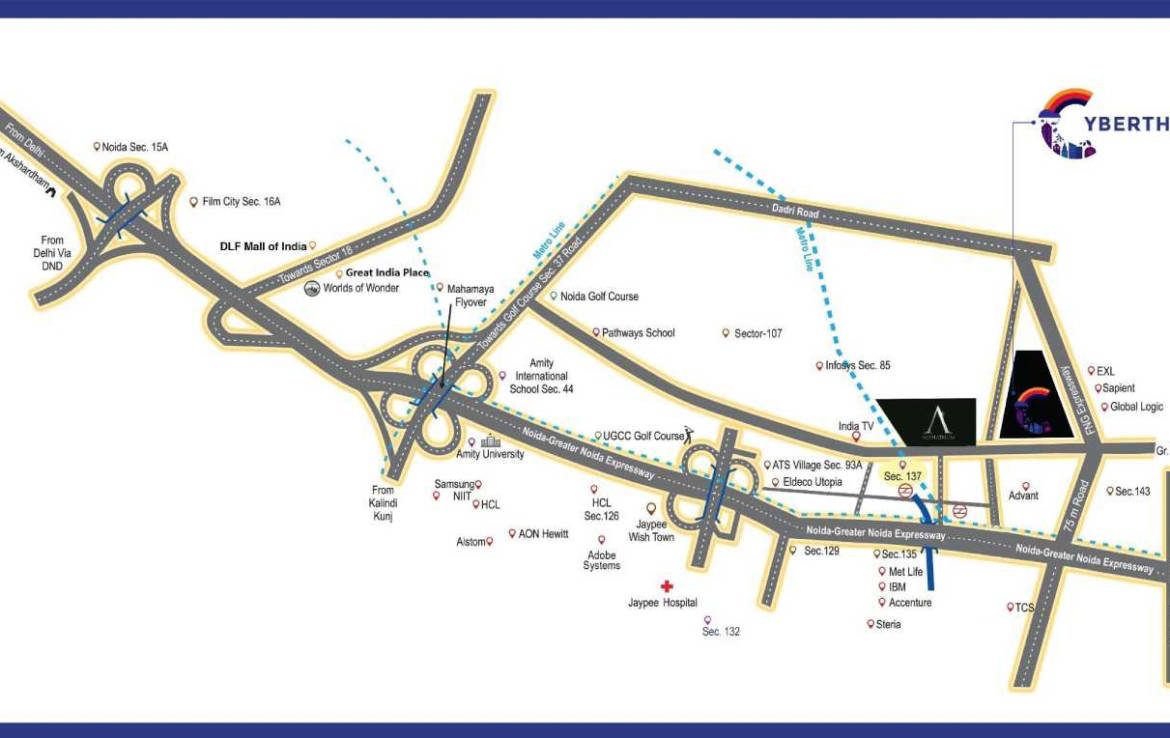 YBERTH
From Delhi
m Akshardham
Noida Sec. 15A
Film City Sec. 16A
From
Delhi Via
DND
DLF Mall of India
Towards Sector 18
Great India Place
Worlds of Wonder
Mahamaya
Flyover
Metro Line
Towards Golf Course Sec. 37 Road
Dadri Road
Metro Line
Noida Golf Course
Pathways School
Sector-107
Infosys Sec. 85
Amity
International
School Sec. 44
EXL
Sapient
Global Logic
FNG Expressway
India TV
A
UGCC Golf Course
Noida-Greater Noida Expressway
Amity University
ATS Village Sec. 93A
Eldeco Utopia
Sec. 137
Gr.
From
Kalindi
Kunj
Samsung
NIIT
HCL
HCL
Sec.126
Jaypee
Wish Town
Advant
Sec.143
75 m Road
AON Hewitt
Alstom
Adobe
Systems
Noida-Greater Noida Expressway
Noida-Greater Noida Expressway
Sec.129
Sec.135
Met Life
IBM
Accenture
Steria
TCS
Jaypee Hospital
Sec. 132